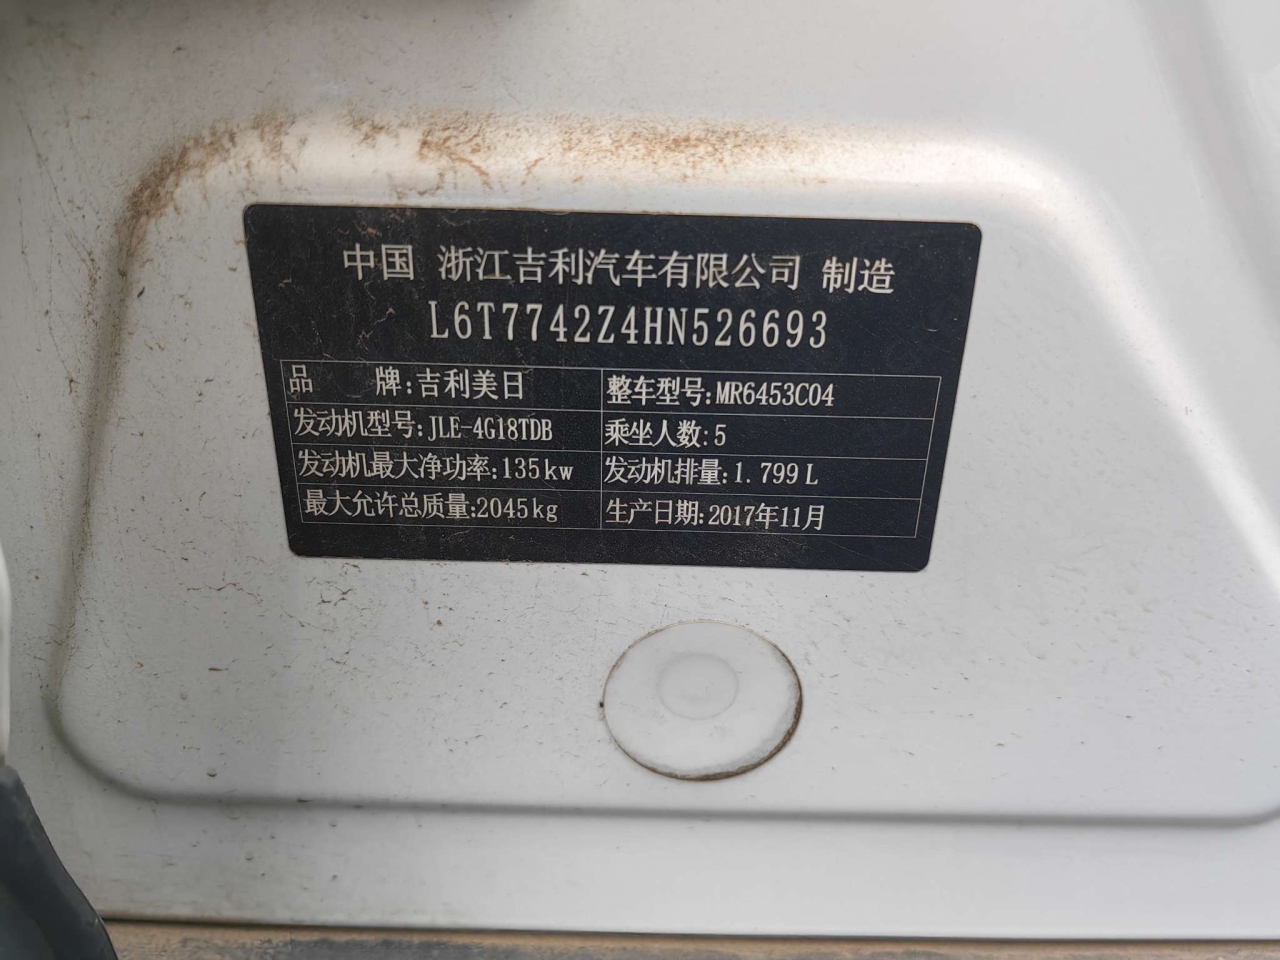 中国 浙江吉利汽车有限公司 制造
L6T7742Z4HN526693
品 牌:吉利美日 整车型号:MR6453C04
发动机型号:JLE-4G18TDB 乘坐人数:5
发动机最大净功率:135kw 发动机排量:1.799L
最大允许总质量:2045kg 生产日期:2017年11月